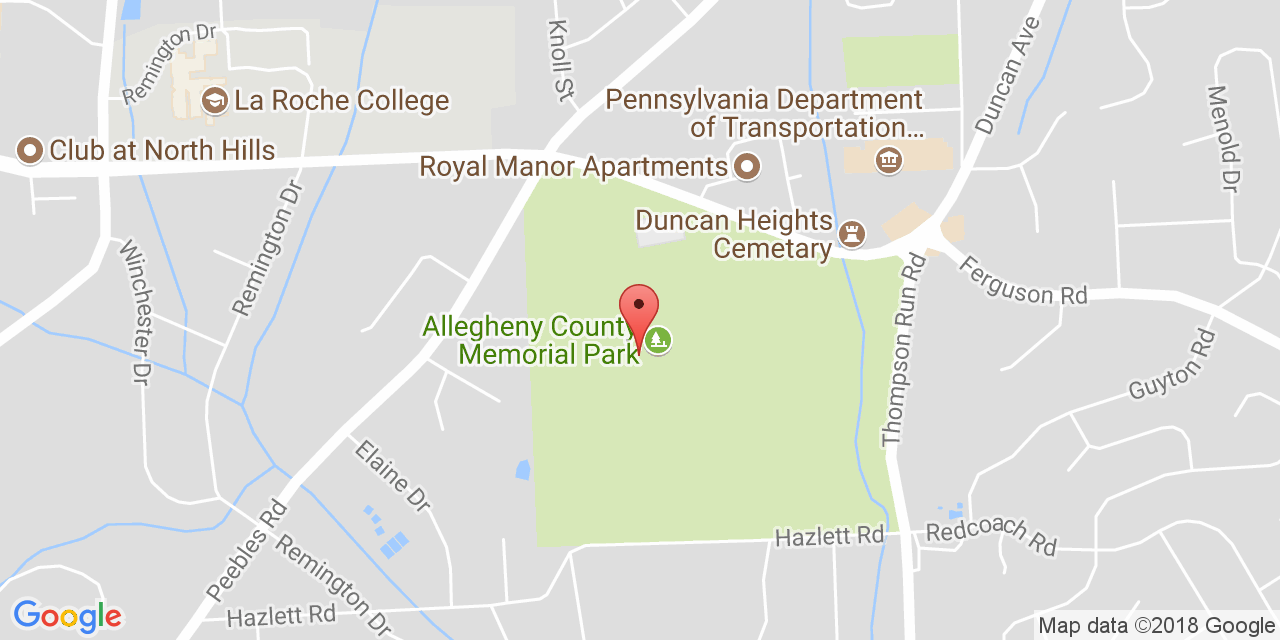 Remington Dr
Knoll St
Duncan Ave
La Roche College
Pennsylvania Department
of Transportation...
Menold Dr
Club at North Hills
Royal Manor Apartments
Duncan Heights
Cemetary
Winchester Dr
Remington Dr
Ferguson Rd
Thompson Run Rd
Allegheny County
Memorial Park
Guyton Rd
Elaine Dr
Peebles Rd
Remington Dr
Hazlett Rd
Redcoach Rd
Hazlett Rd
Google
Map data ©2018 Google